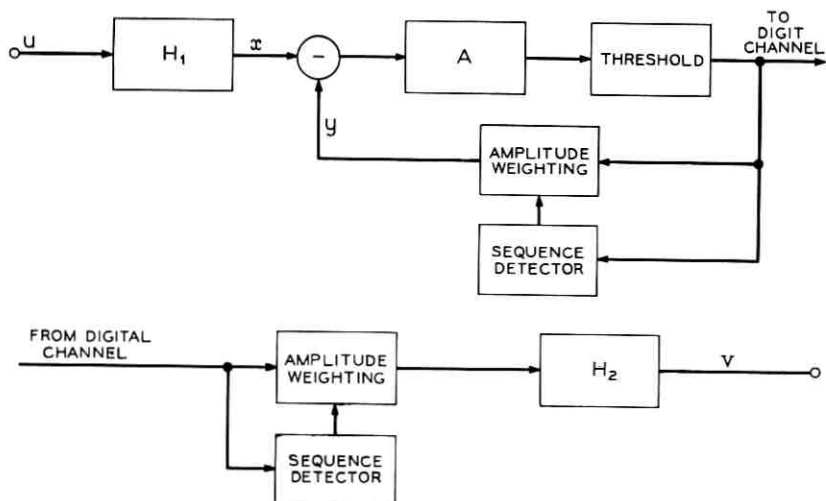 TO
DIGIT
CHANNEL
u
H1
x
−
A
THRESHOLD
y
AMPLITUDE
WEIGHTING
SEQUENCE
DETECTOR
FROM DIGITAL
CHANNEL
AMPLITUDE
WEIGHTING
H2
v
SEQUENCE
DETECTOR